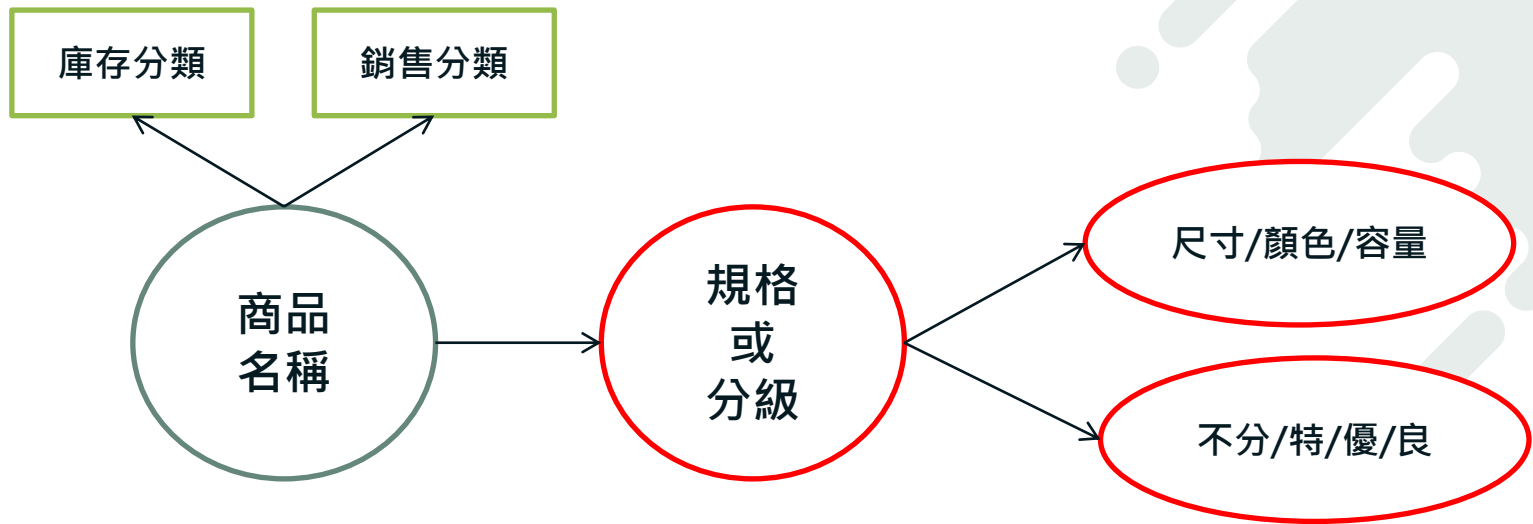 庫存分類
銷售分類
商品
名稱
規格
或
分級
尺寸/顏色/容量
不分/特/優/良